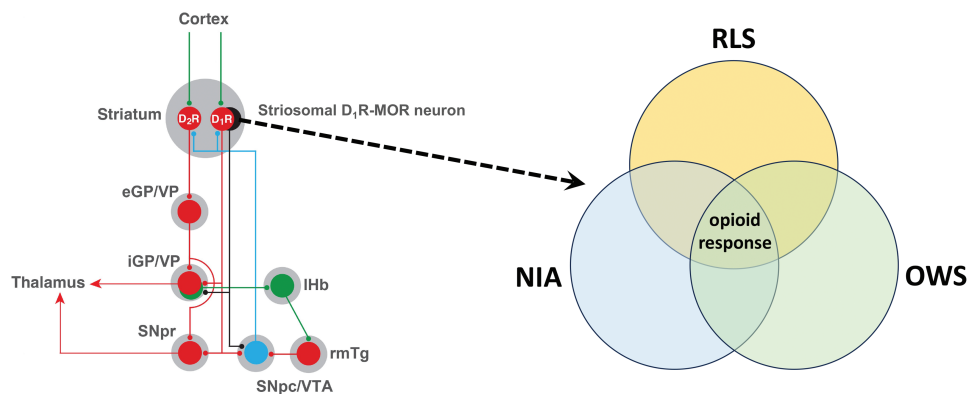 Cortex
Striatum
D₂R
D₁R
Striosomal D₁R-MOR neuron
eGP/VP
iGP/VP
Thalamus
lHb
SNpr
rmTg
SNpc/VTA
RLS
opioid
response
NIA
OWS